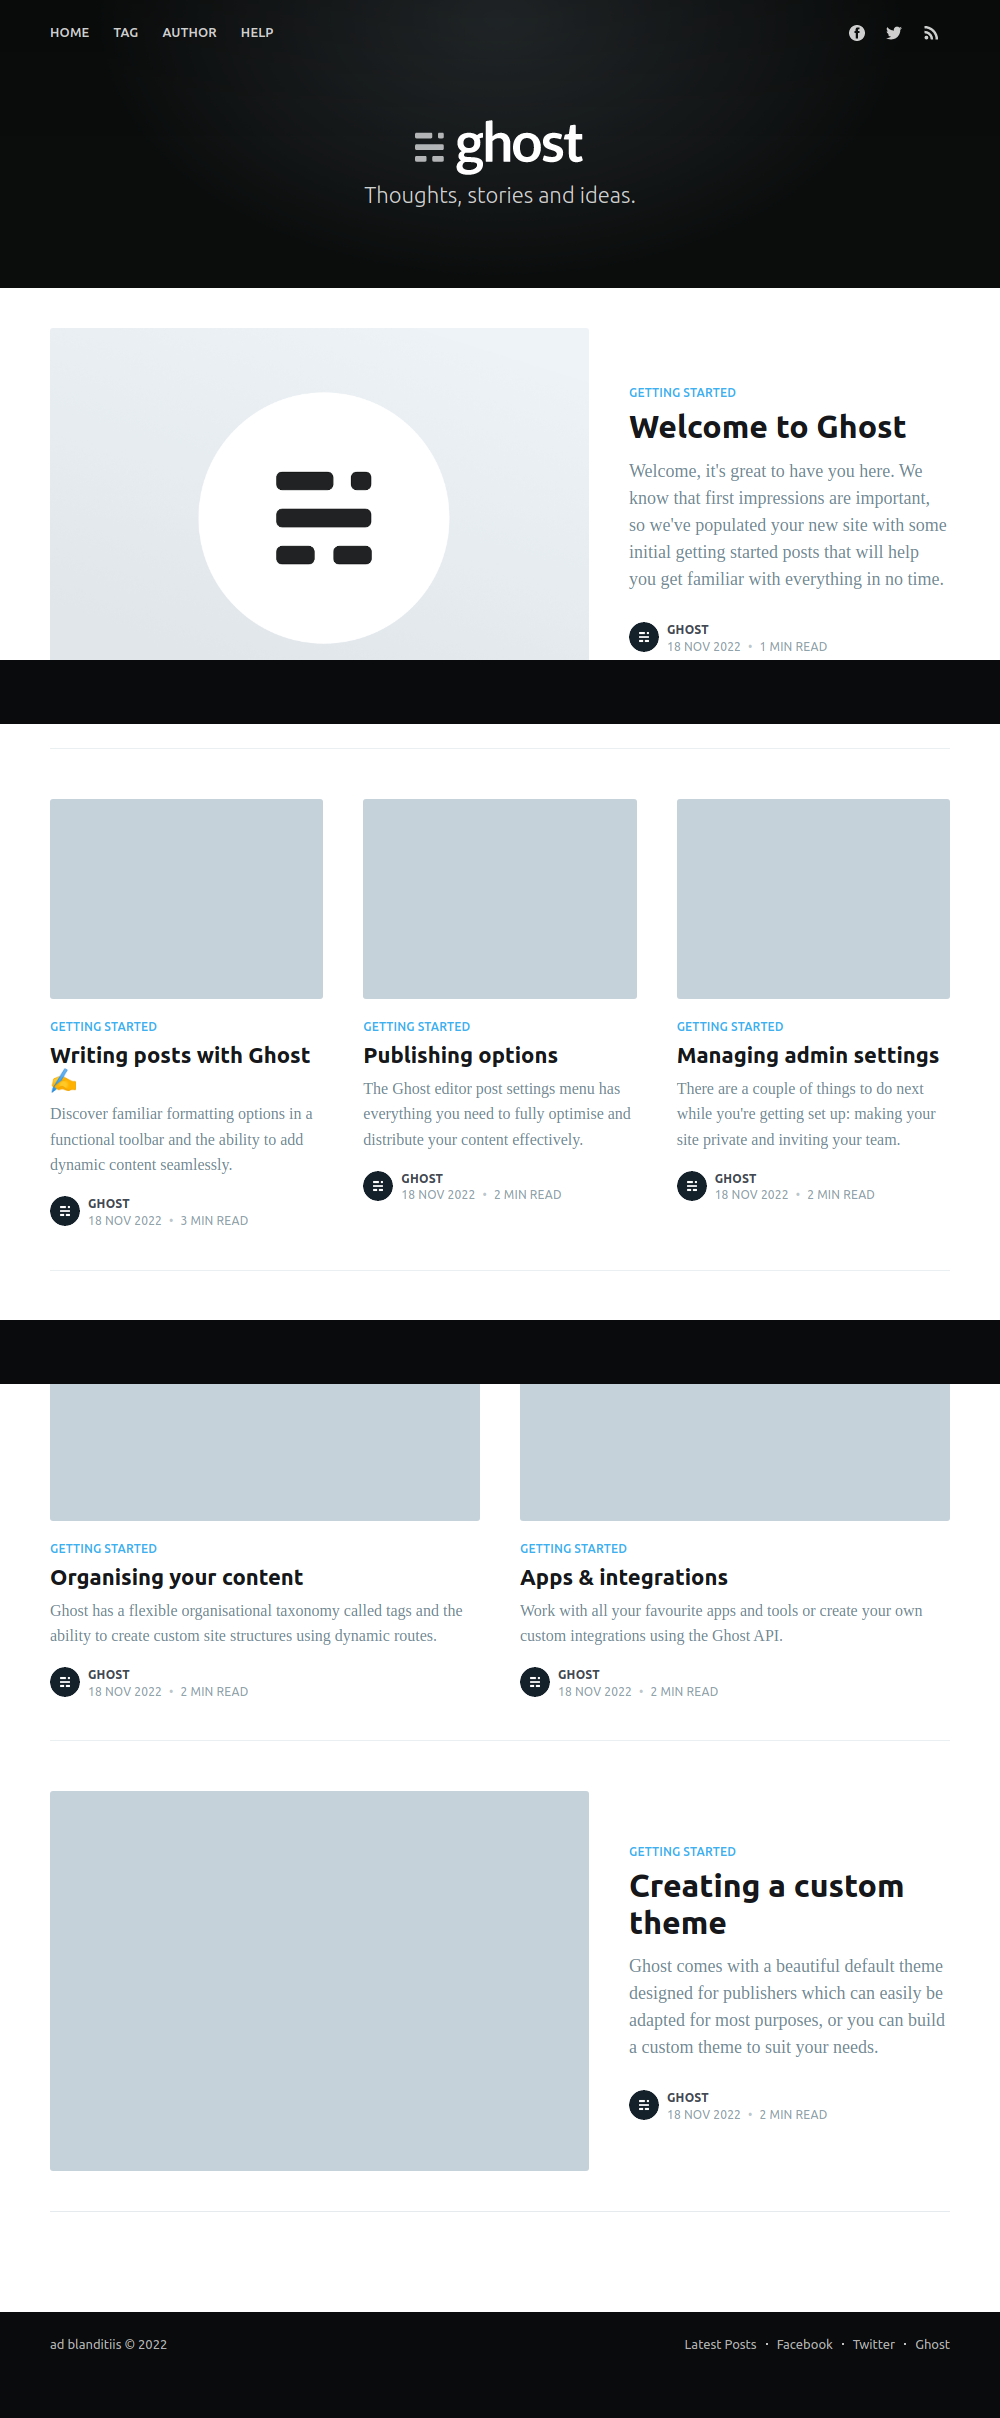 HOME TAG AUTHOR HELP
ghost
Thoughts, stories and ideas.
GETTING STARTED
Welcome to Ghost
Welcome, it's great to have you here. We
know that first impressions are important,
so we've populated your new site with some
initial getting started posts that will help
you get familiar with everything in no time.
GHOST
18 NOV 2022 • 1 MIN READ
GETTING STARTED
Writing posts with Ghost
✍️
Discover familiar formatting options in a
functional toolbar and the ability to add
dynamic content seamlessly.
GHOST
18 NOV 2022 • 3 MIN READ
GETTING STARTED
Publishing options
The Ghost editor post settings menu has
everything you need to fully optimise and
distribute your content effectively.
GHOST
18 NOV 2022 • 2 MIN READ
GETTING STARTED
Managing admin settings
There are a couple of things to do next
while you're getting set up: making your
site private and inviting your team.
GHOST
18 NOV 2022 • 2 MIN READ
GETTING STARTED
Organising your content
Ghost has a flexible organisational taxonomy called tags and the
ability to create custom site structures using dynamic routes.
GHOST
18 NOV 2022 • 2 MIN READ
GETTING STARTED
Apps & integrations
Work with all your favourite apps and tools or create your own
custom integrations using the Ghost API.
GHOST
18 NOV 2022 • 2 MIN READ
GETTING STARTED
Creating a custom
theme
Ghost comes with a beautiful default theme
designed for publishers which can easily be
adapted for most purposes, or you can build
a custom theme to suit your needs.
GHOST
18 NOV 2022 • 2 MIN READ
ad blanditiis © 2022
Latest Posts • Facebook • Twitter • Ghost